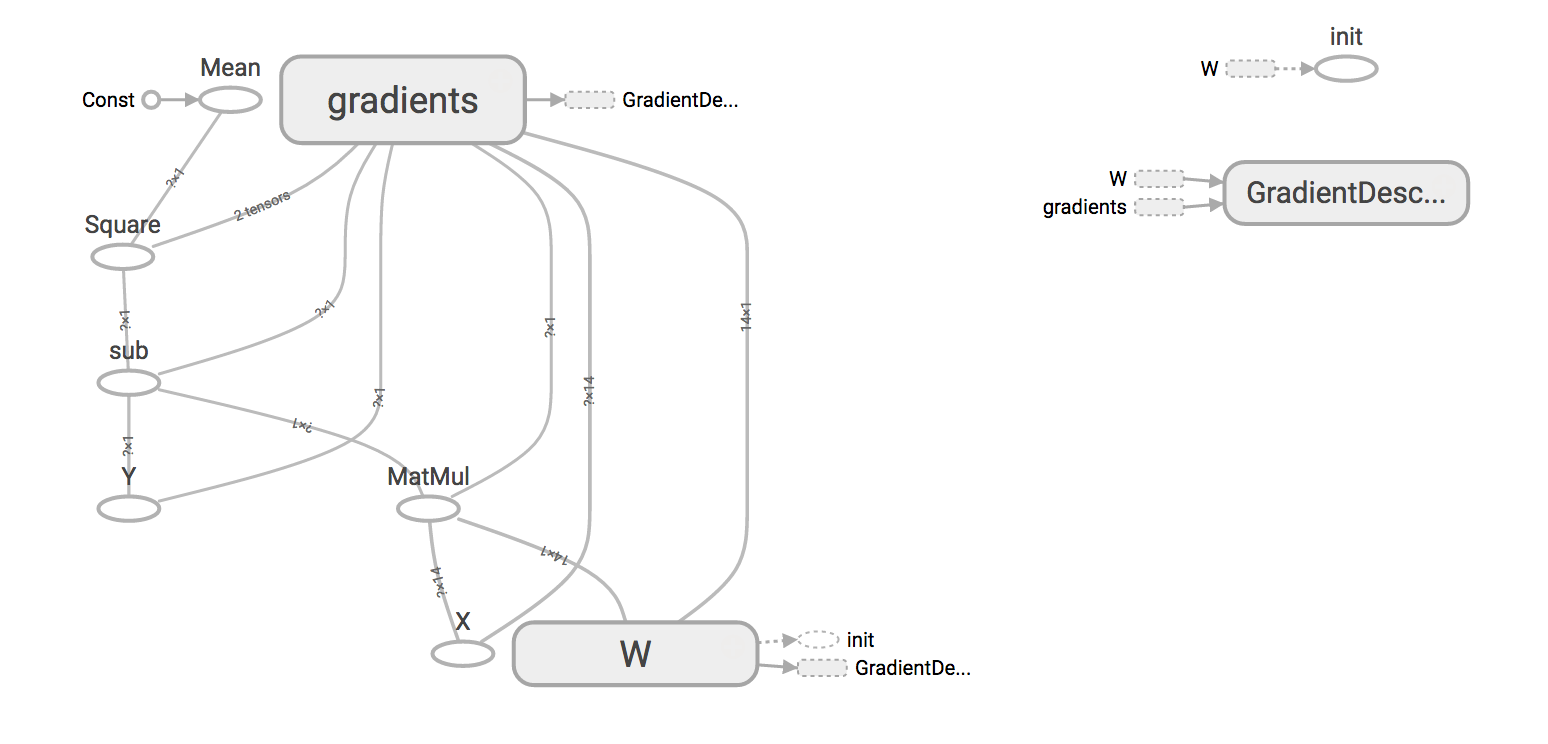 init
Mean
W
Const
gradients
GradientDe...
?×1
W
GradientDesc...
2 tensors
gradients
Square
?×1
?×1
?×1
14×1
sub
?×1
?×14
?×1
?×1
Y
MatMul
14×1
?×14
X
init
W
GradientDe...